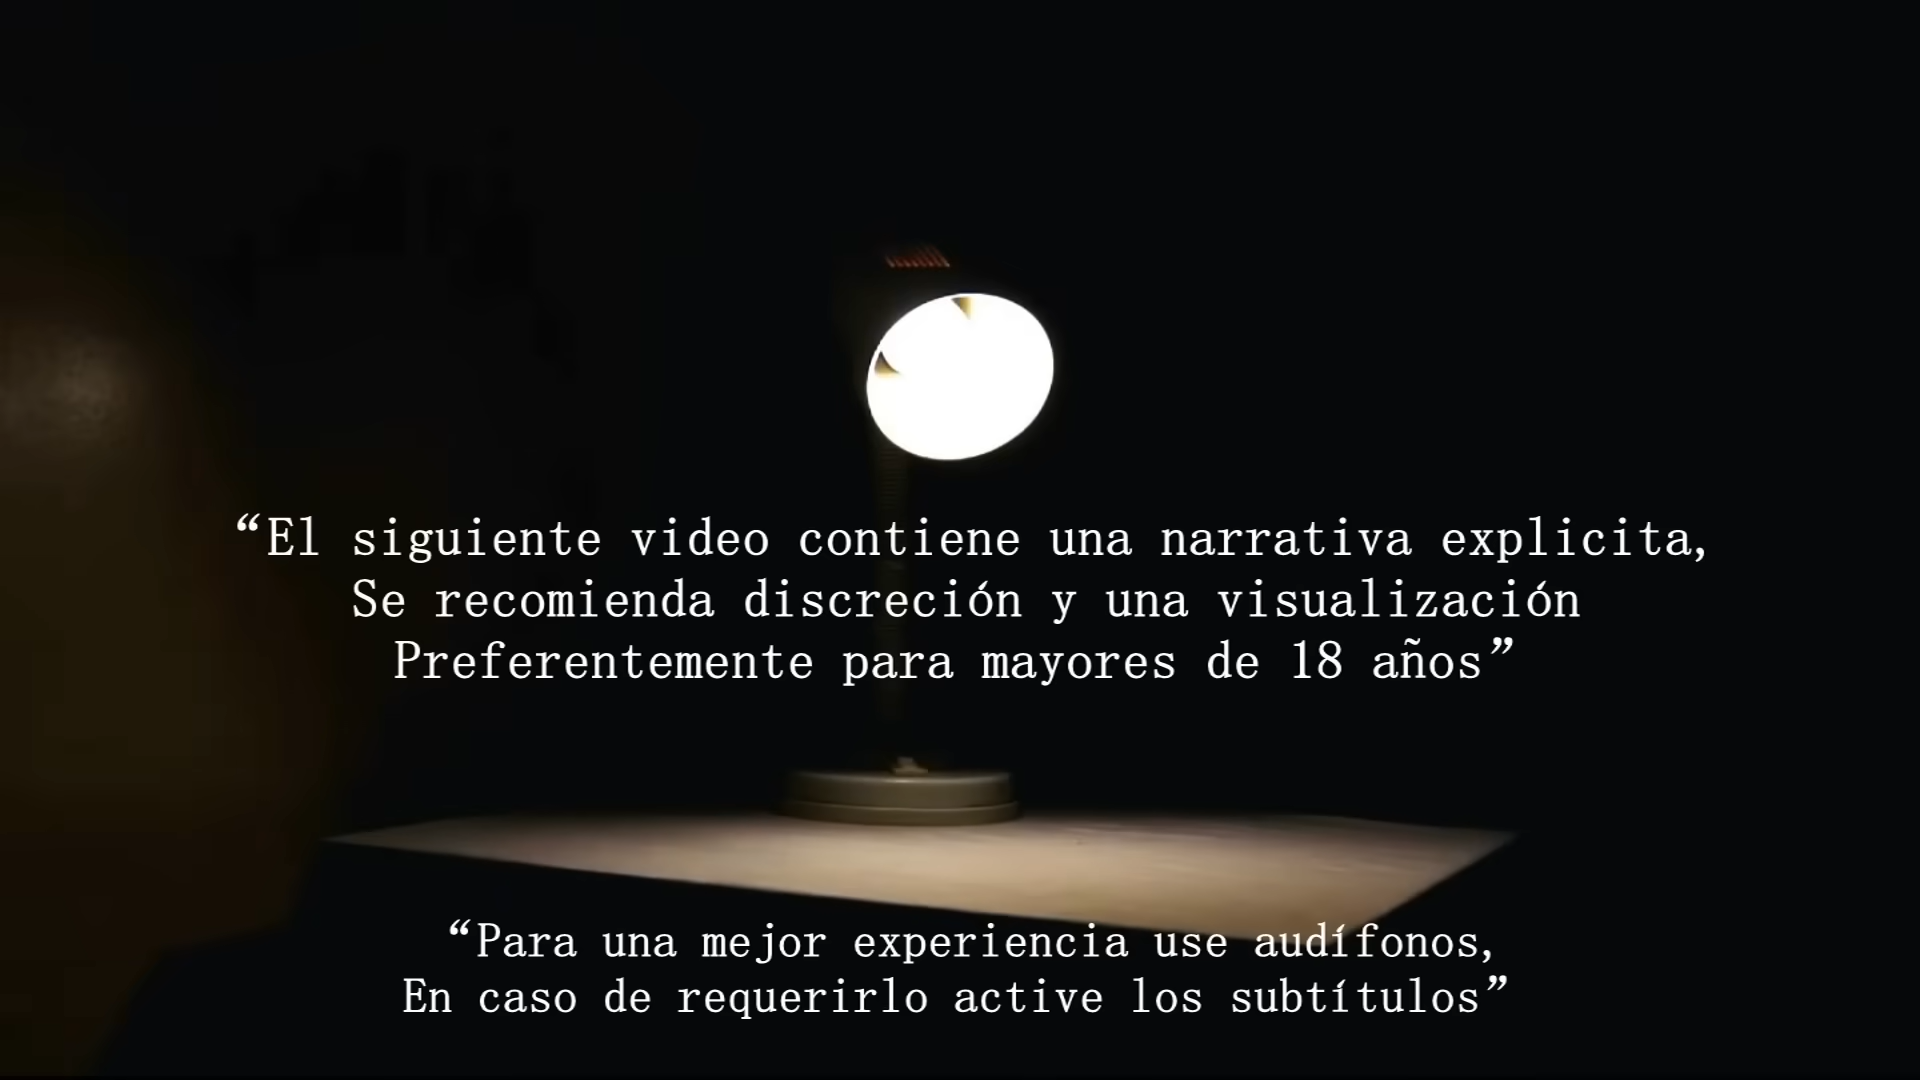 “El siguiente video contiene una narrativa explicita,
Se recomienda discreción y una visualización
Preferentemente para mayores de 18 años”
“Para una mejor experiencia use audífonos,
En caso de requerirlo active los subtítulos”